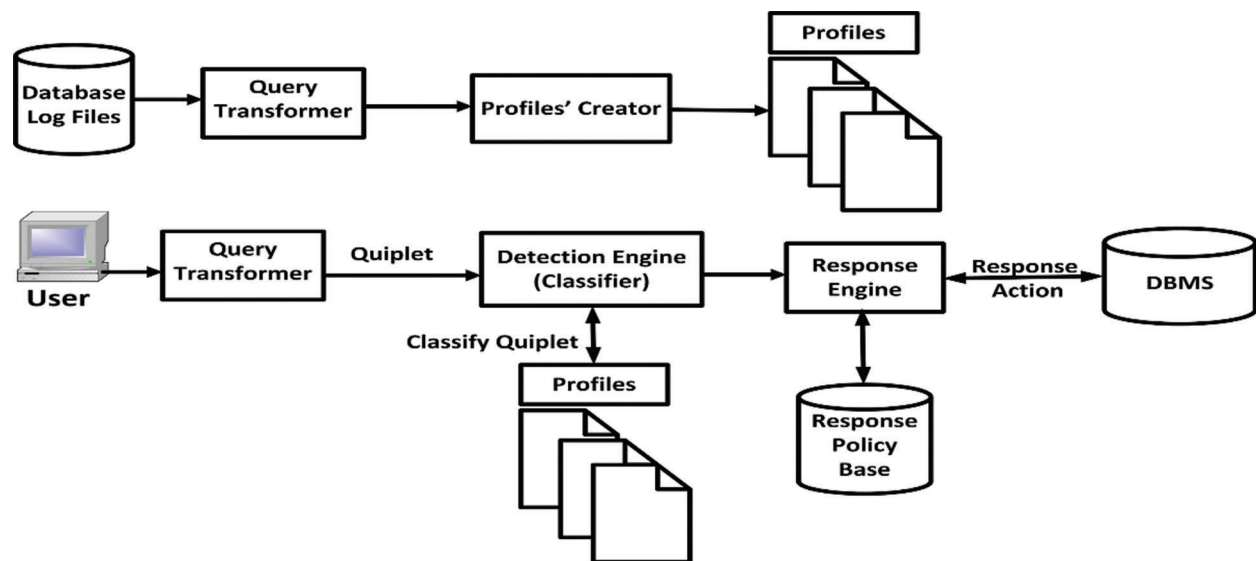 Profiles
Database
Log Files
Query
Transformer
Profiles' Creator
User
Query
Transformer
Quiplet
Detection Engine
(Classifier)
Response
Engine
Response
Action
DBMS
Classify Quiplet
Profiles
Response
Policy
Base